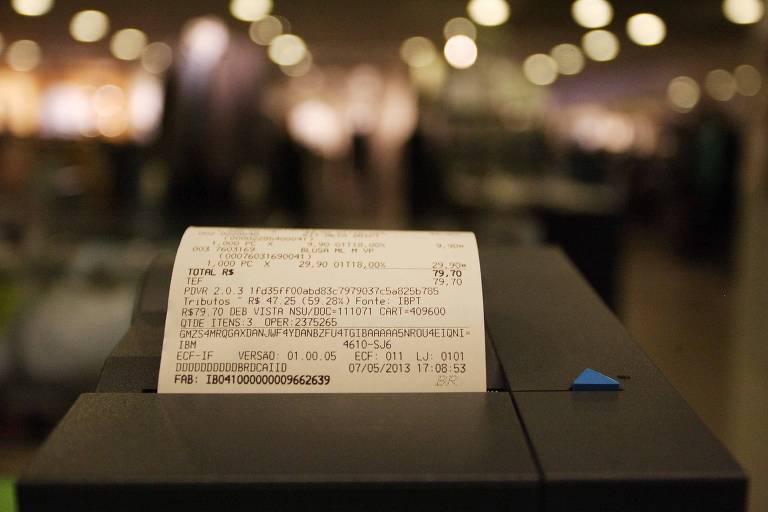 (0000228640004)
1,000 PC X 9,90 01T18,00% 9,90
003 7603169 BLUSA ML M VP
(00076031690041)
1,000 PC X 29,90 01T18,00% 29,90
TOTAL R$ 79,70
TEF 79,70
PDVR 2.0.3 1fd35ff00abd83c7979037c5a825b785
Tributos ~ R$ 47.25 (59.28%) Fonte: IBPT
R$79.70 DEB VISTA NSU/DOC=111071 CART=409600
QTDE ITENS:3 OPER:2375265
GMZS4MRQGAXDANJWF4YDANBZFU4TGIBAAAAA5NROU4EIQNI=
IBM 4610-SJ6
ECF-IF VERSAO: 01.00.05 ECF: 011 LJ: 0101
DDDDDDDDDDBRDCAIID 07/05/2013 17:08:53
FAB: IB041000000009662639 BR